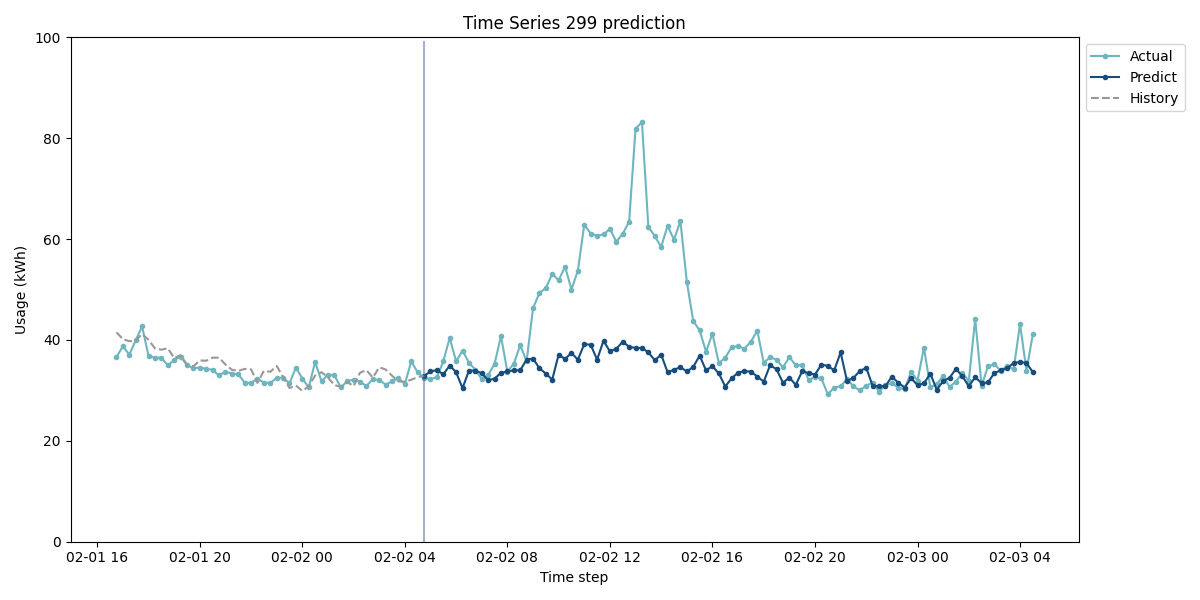 Time Series 299 prediction
Usage (kWh)
100
80
60
40
20
0
02-01 16
02-01 20
02-02 00
02-02 04
02-02 08
02-02 12
02-02 16
02-02 20
02-03 00
02-03 04
Time step
Actual
Predict
History